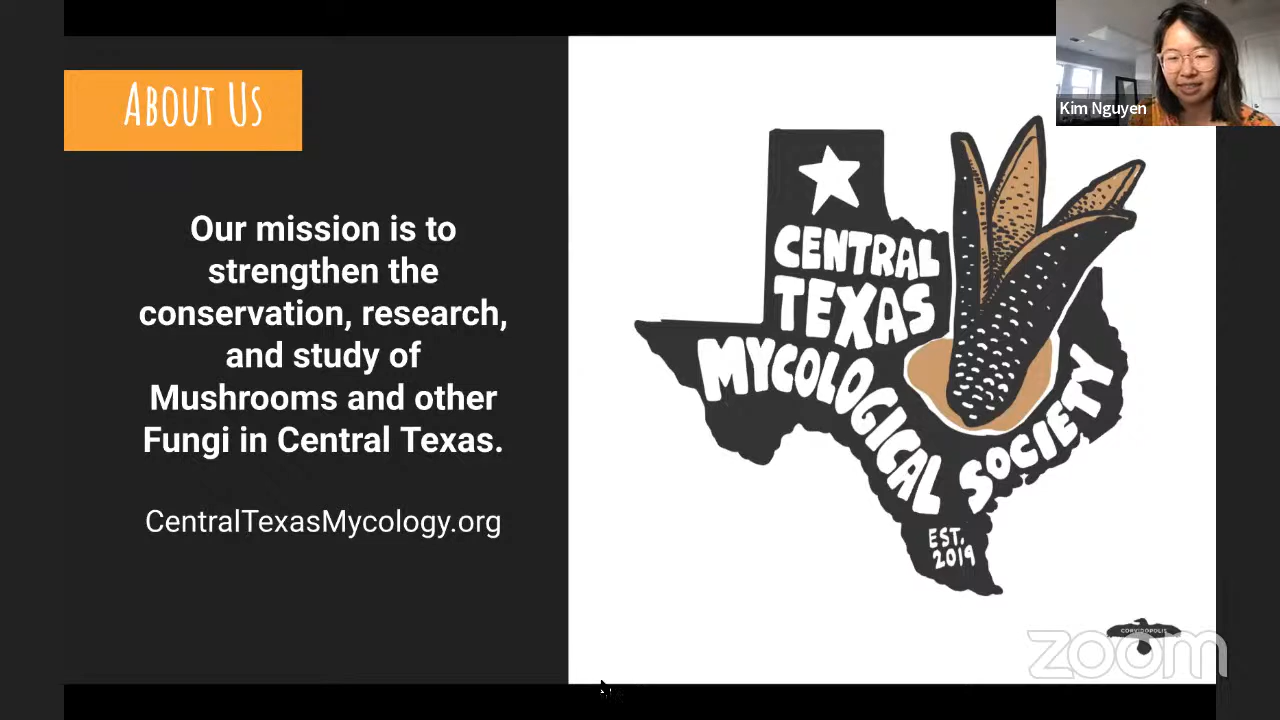 About Us
Our mission is to
strengthen the
conservation, research,
and study of
Mushrooms and other
Fungi in Central Texas.
CentralTexasMycology.org
CENTRAL
TEXAS
MYCOLOGICAL SOCIETY
EST.
2019
Kim Nguyen
CORVIDOPOLIS
zoom